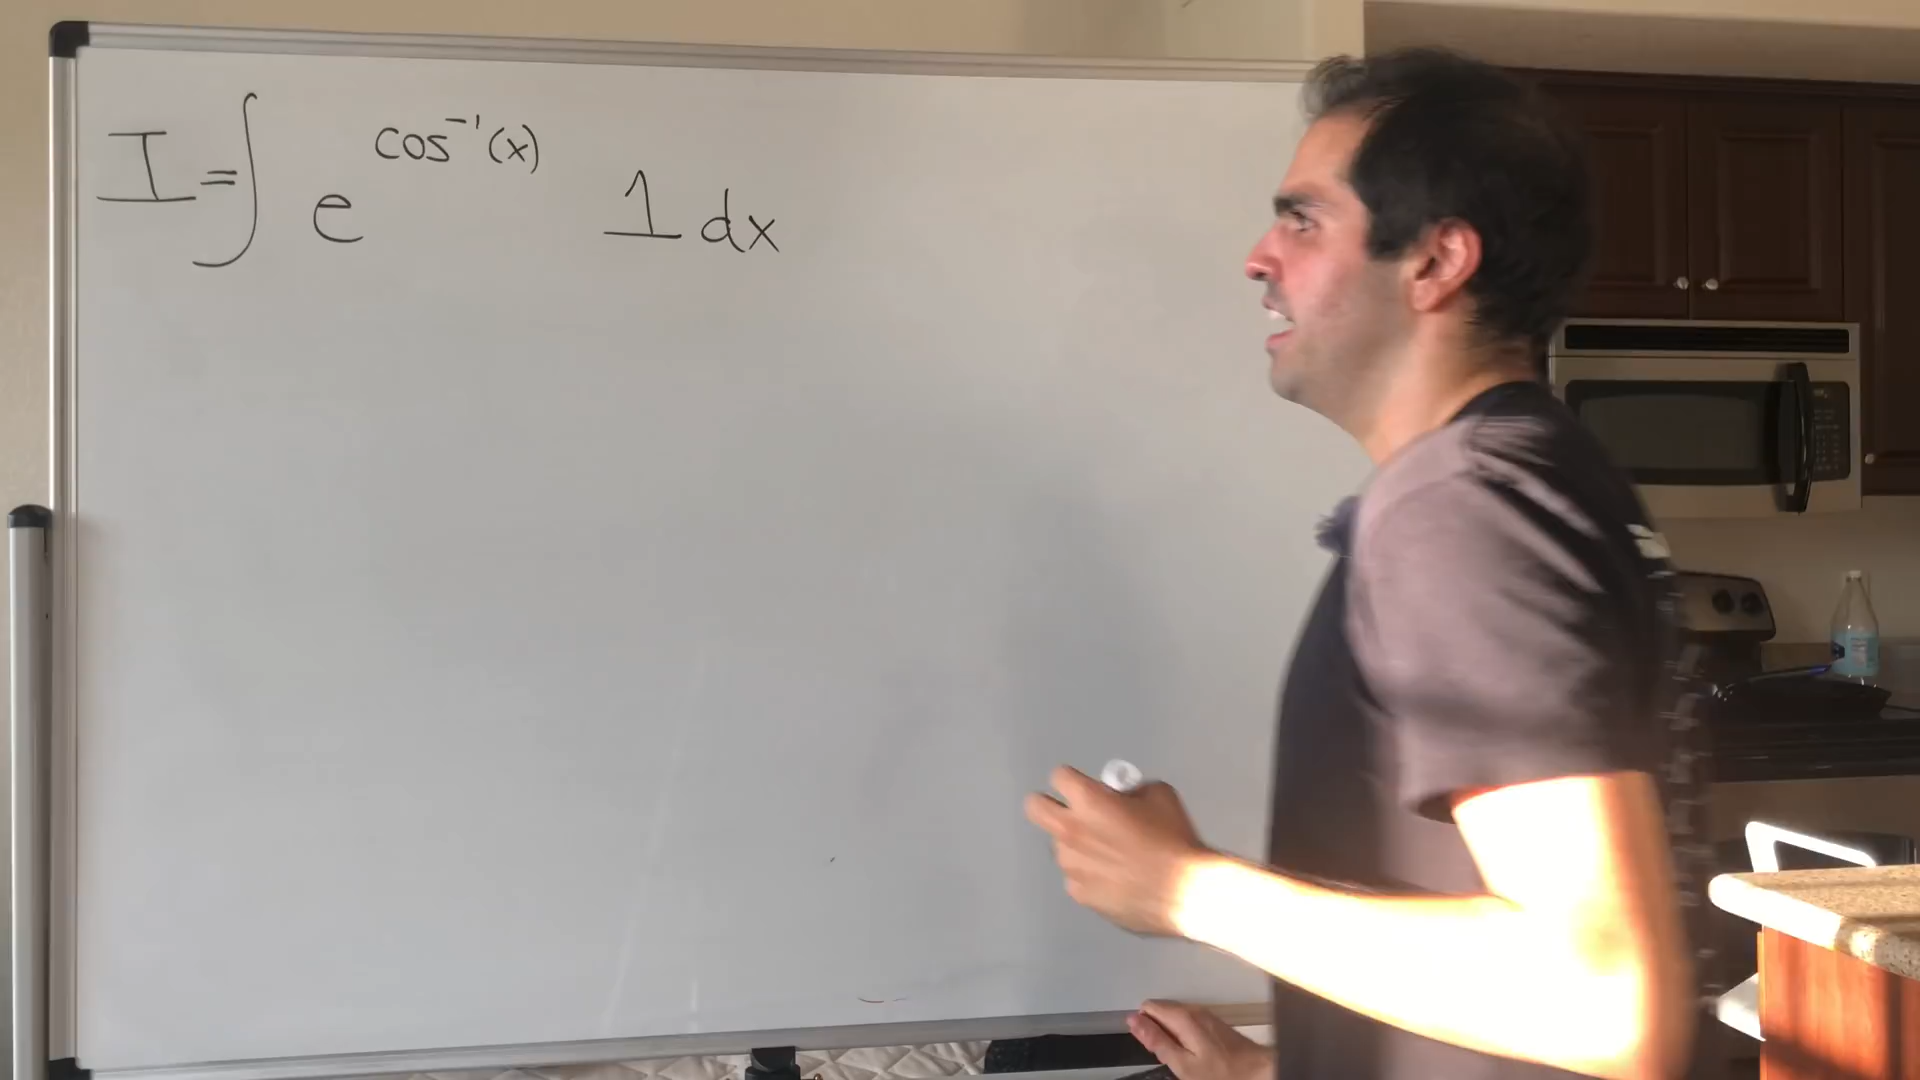 I = ∫ e^{cos⁻¹(x)} 1 dx